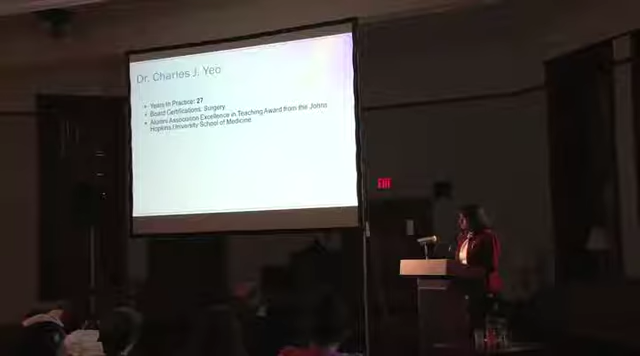 Dr. Charles J. Yeo
• Years In Practice: 27
• Board Certifications: Surgery
• Alumni Association Excellence in Teaching Award from the Johns
Hopkins University School of Medicine
EXIT